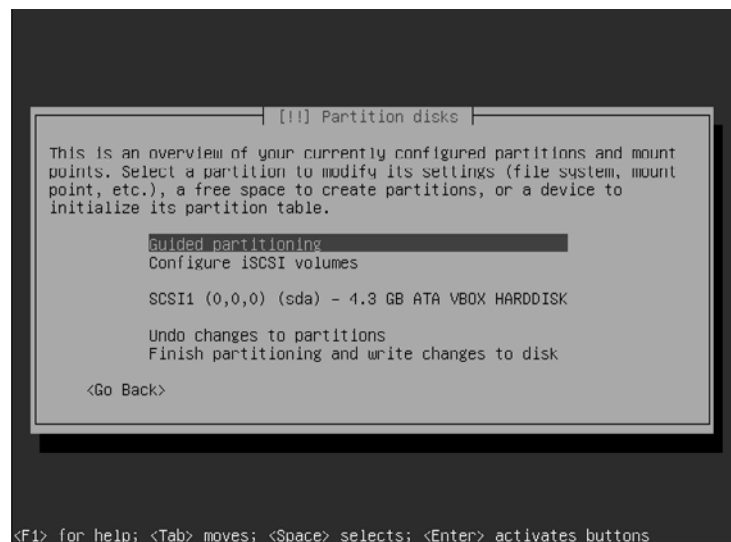 [!!] Partition disks
This is an overview of your currently configured partitions and mount
points. Select a partition to modify its settings (file system, mount
point, etc.), a free space to create partitions, or a device to
initialize its partition table.
Guided partitioning
Configure iSCSI volumes
SCSI1 (0,0,0) (sda) – 4.3 GB ATA VBOX HARDDISK
Undo changes to partitions
Finish partitioning and write changes to disk
<Go Back>
<F1> for help; <Tab> moves; <Space> selects; <Enter> activates buttons